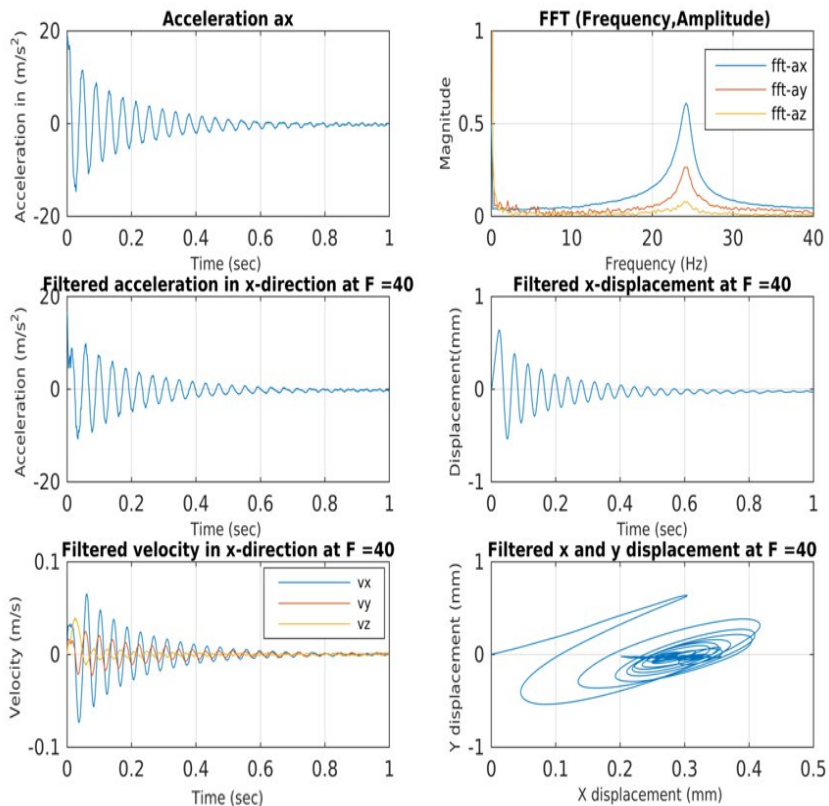 Acceleration ax
Acceleration in (m/s²)
20
0
-20
0 0.2 0.4 0.6 0.8 1
Time (sec)
FFT (Frequency,Amplitude)
Magnitude
1
0.5
0
0 10 20 30 40
Frequency (Hz)
fft-ax
fft-ay
fft-az
Filtered acceleration in x-direction at F =40
Acceleration (m/s²)
20
0
-20
0 0.2 0.4 0.6 0.8 1
Time (sec)
Filtered x-displacement at F =40
Displacement(mm)
1
0
-1
0 0.2 0.4 0.6 0.8 1
Time (sec)
Filtered velocity in x-direction at F =40
Velocity (m/s)
0.1
0
-0.1
0 0.2 0.4 0.6 0.8 1
Time (sec)
vx
vy
vz
Filtered x and y displacement at F =40
Y displacement (mm)
1
0
-1
0 0.1 0.2 0.3 0.4 0.5
X displacement (mm)